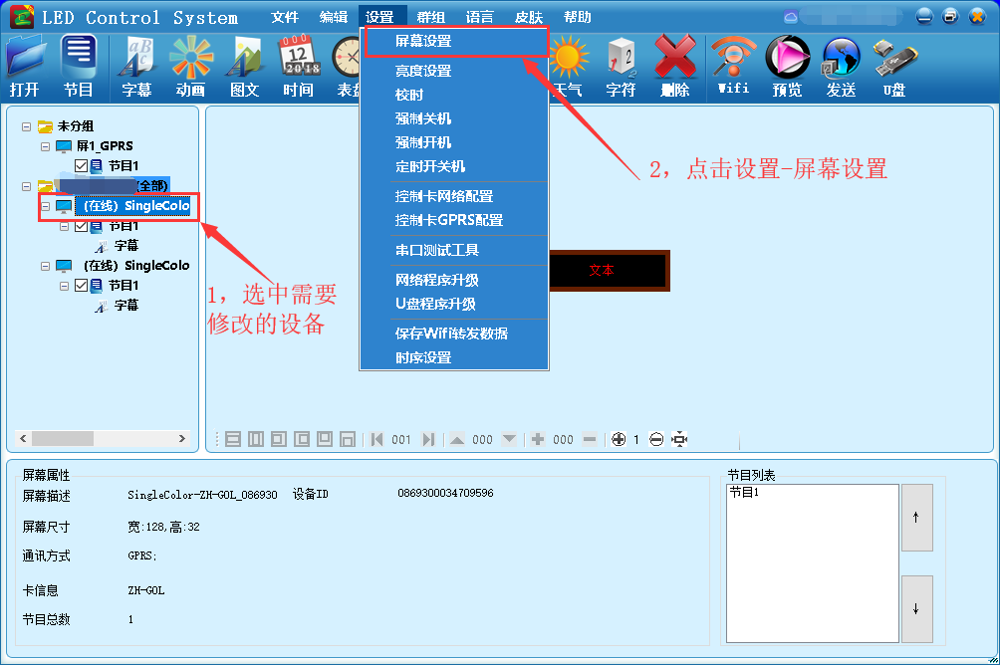 LED Control System 文件 编辑 设置 群组 语言 皮肤 帮助
打开 节目 字幕 动画 图文 时间 天气 字符 删除 Wifi 预览 发送 U盘
12
2018
屏幕设置
亮度设置
校时
强制关机
强制开机
定时开关机
控制卡网络配置
控制卡GPRS配置
串口测试工具
网络程序升级
U盘程序升级
保存Wifi转发数据
时序设置
未分组
屏1_GPRS
节目1
(全部)
(在线) SingleColo
节目1
字幕
(在线) SingleColo
节目1
字幕
1，选中需要
修改的设备
2，点击设置-屏幕设置
文本
001 000 000 1
屏幕属性
屏幕描述 SingleColor-ZH-GOL_086930 设备ID 0869300034709596
屏幕尺寸 宽:128,高:32
通讯方式 GPRS;
卡信息 ZH-GOL
节目总数 1
节目列表
节目1
↑
↓